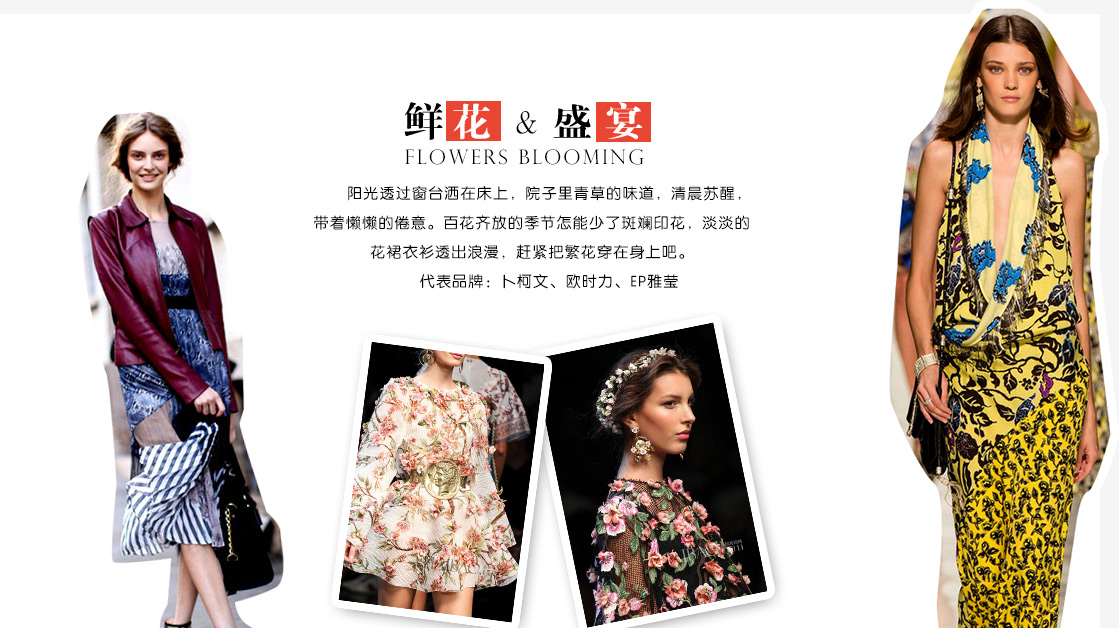 鲜花 & 盛宴
FLOWERS BLOOMING
阳光透过窗台洒在床上，院子里青草的味道，清晨苏醒，
带着懒懒的倦意。百花齐放的季节怎能少了斑斓印花，淡淡的
花裙衣衫透出浪漫，赶紧把繁花穿在身上吧。
代表品牌：卜柯文、欧时力、EP雅莹